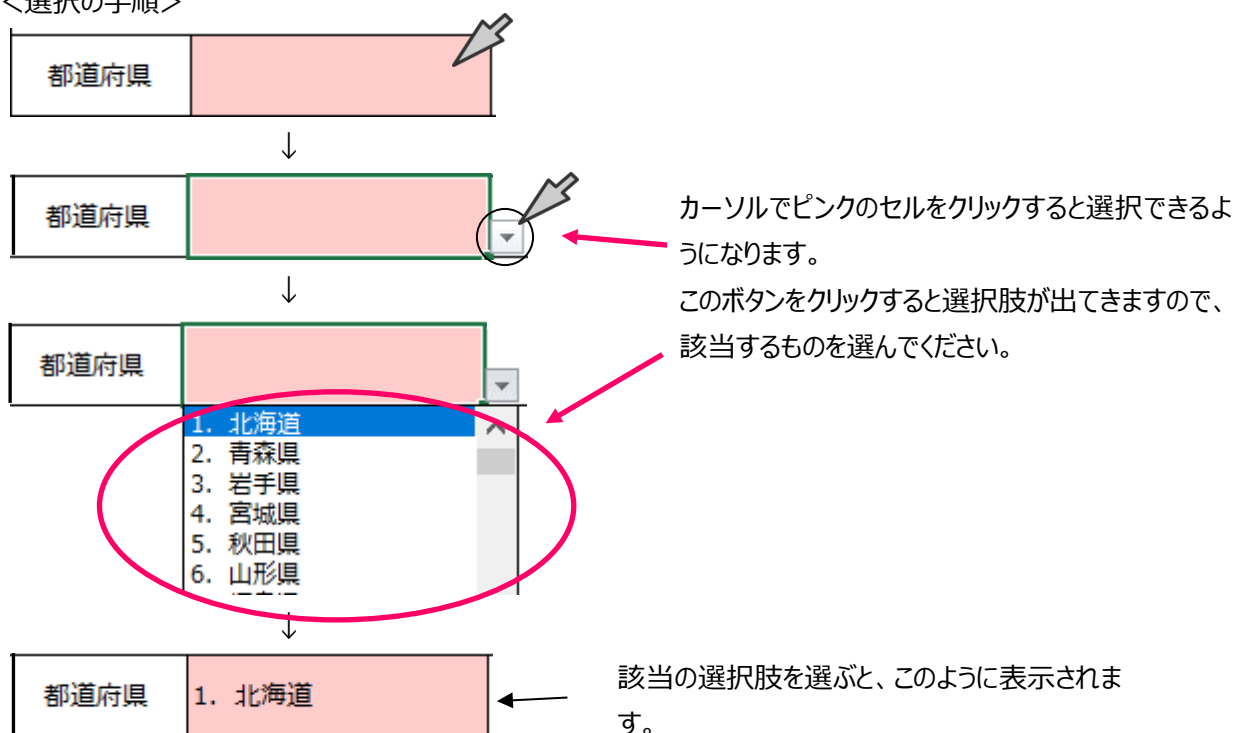 ＜選択の手順＞
都道府県
↓
都道府県
カーソルでピンクのセルをクリックすると選択できるよ
うになります。
このボタンをクリックすると選択肢が出てきますので、
該当するものを選んでください。
↓
都道府県
1. 北海道
2. 青森県
3. 岩手県
4. 宮城県
5. 秋田県
6. 山形県
↓
都道府県
1. 北海道
該当の選択肢を選ぶと、このように表示されま
す。